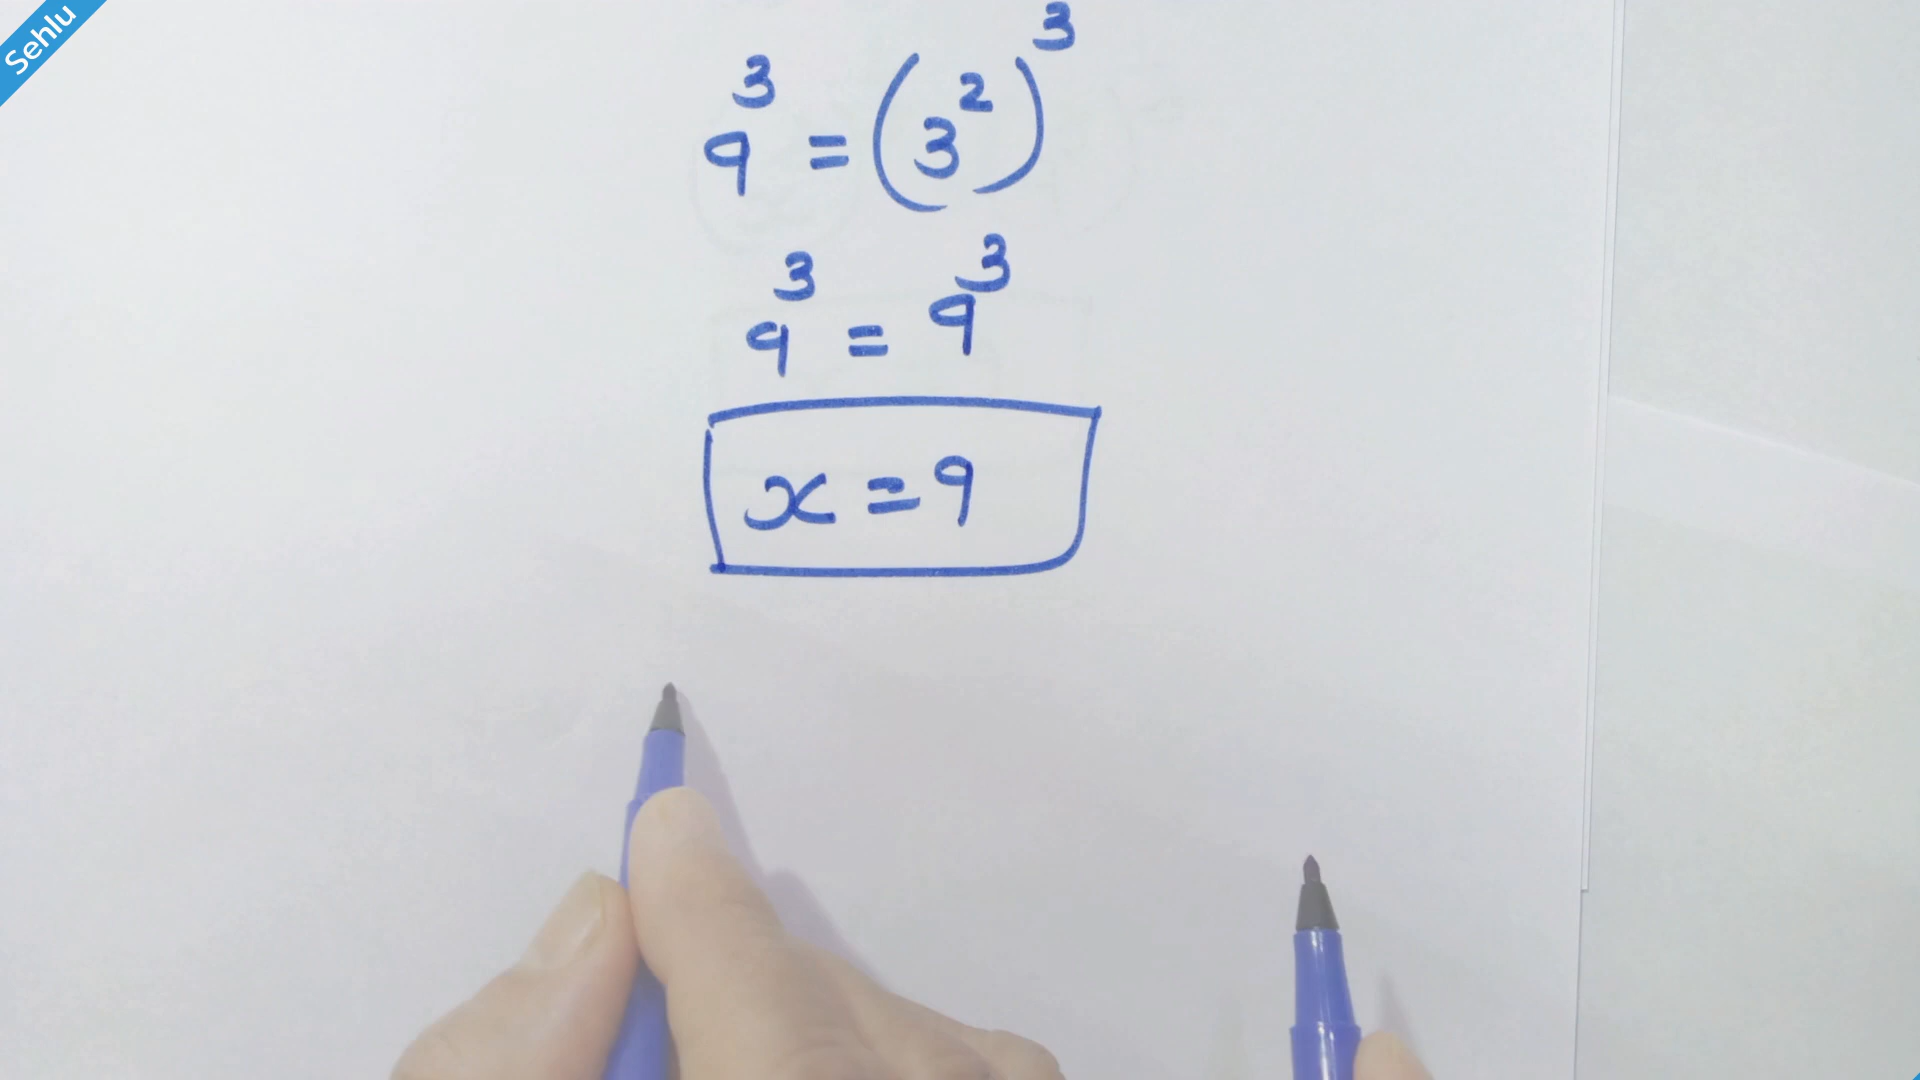 Sehlu
9³ = (3²)³
9³ = 9³
x = 9